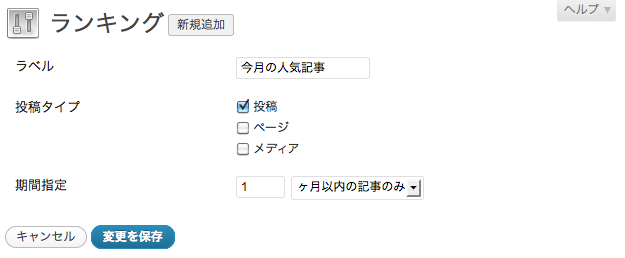 ヘルプ
ランキング 新規追加
ラベル 今月の人気記事
投稿タイプ 投稿
ページ
メディア
期間指定 1 ヶ月以内の記事のみ
キャンセル 変更を保存